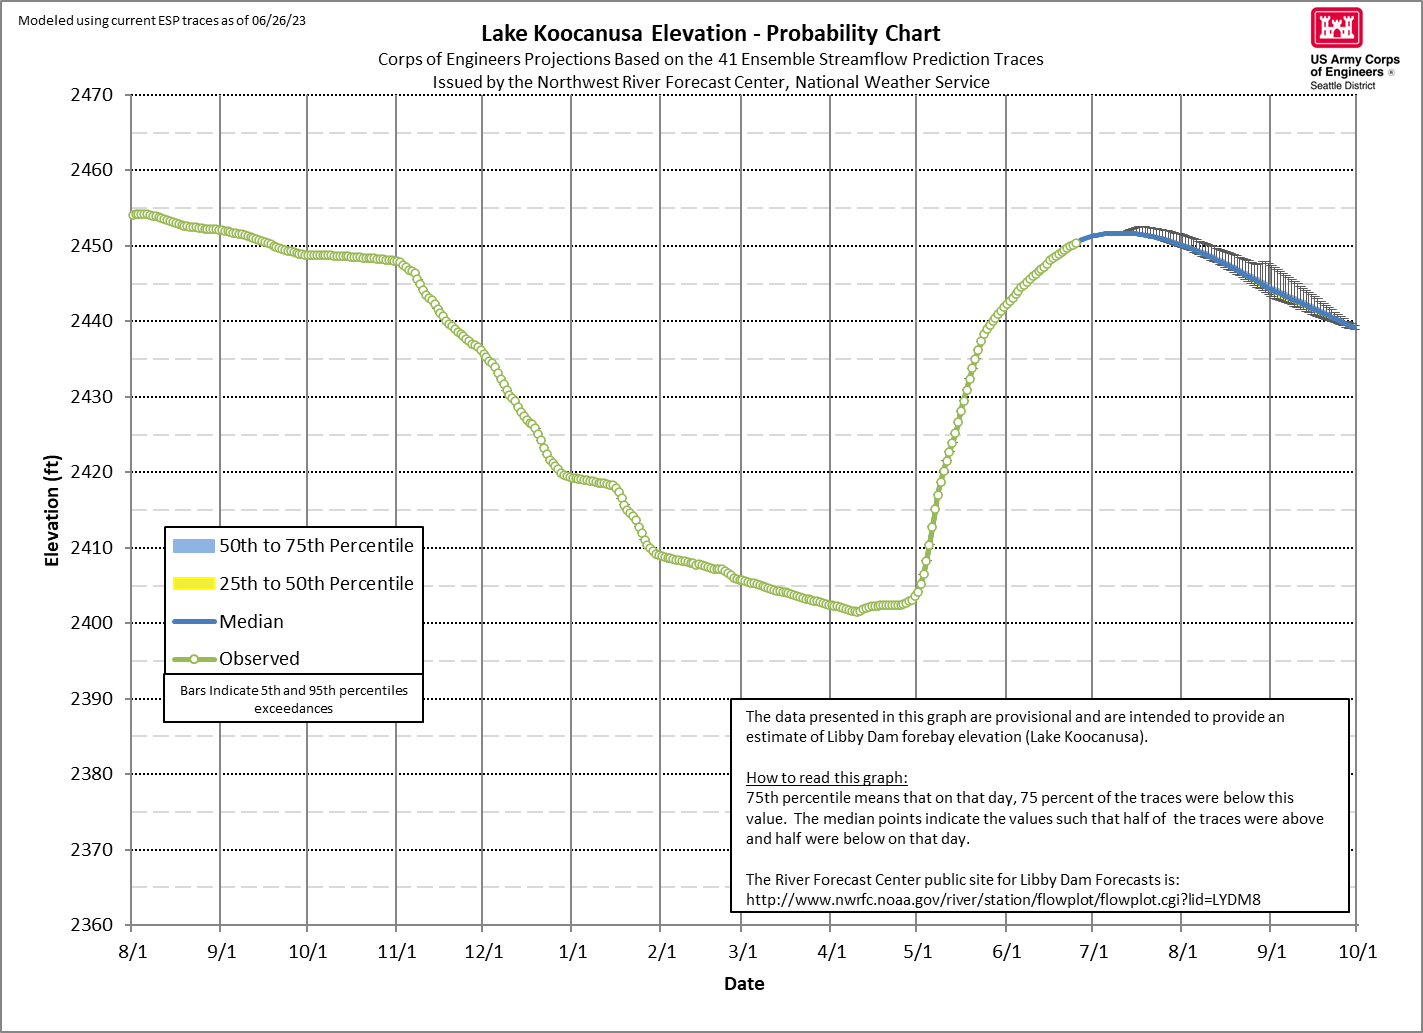 Modeled using current ESP traces as of 06/26/23
Lake Koocanusa Elevation - Probability Chart
Corps of Engineers Projections Based on the 41 Ensemble Streamflow Prediction Traces
Issued by the Northwest River Forecast Center, National Weather Service
US Army Corps
of Engineers ®
Seattle District
2470
2460
2450
2440
2430
2420
2410
2400
2390
2380
2370
2360
Elevation (ft)
50th to 75th Percentile
25th to 50th Percentile
Median
Observed
Bars Indicate 5th and 95th percentiles
exceedances
The data presented in this graph are provisional and are intended to provide an
estimate of Libby Dam forebay elevation (Lake Koocanusa).
How to read this graph:
75th percentile means that on that day, 75 percent of the traces were below this
value. The median points indicate the values such that half of the traces were above
and half were below on that day.
The River Forecast Center public site for Libby Dam Forecasts is:
http://www.nwrfc.noaa.gov/river/station/flowplot/flowplot.cgi?lid=LYDM8
8/1 9/1 10/1 11/1 12/1 1/1 2/1 3/1 4/1 5/1 6/1 7/1 8/1 9/1 10/1
Date